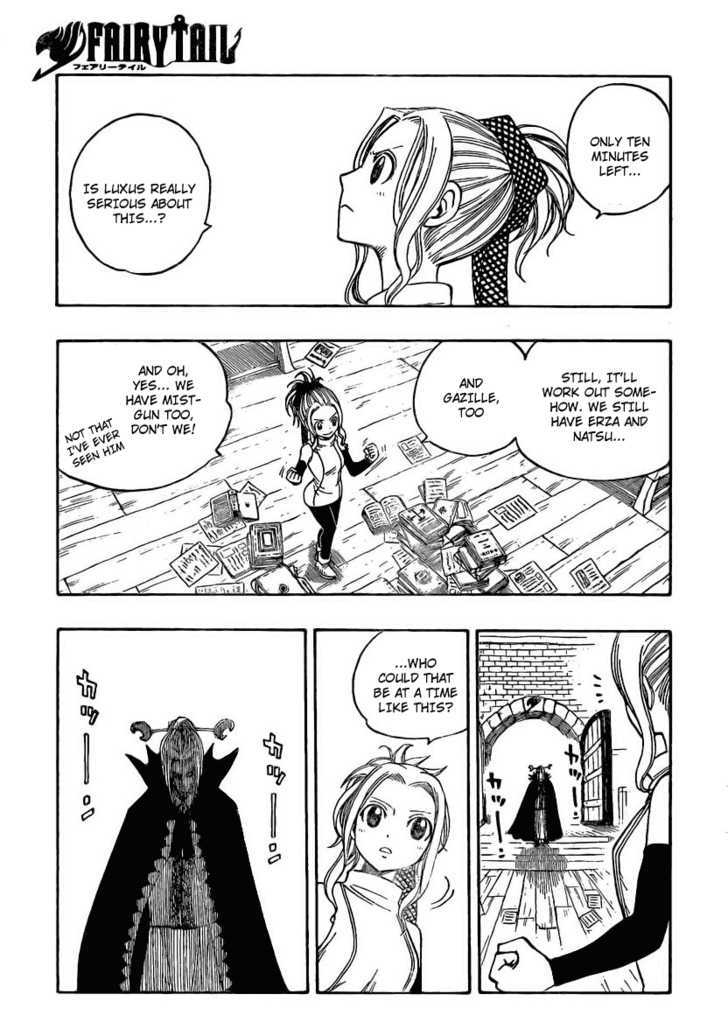 FAIRY TAIL
フェアリーテイル
ONLY TEN
MINUTES
LEFT...
IS LUXUS REALLY
SERIOUS ABOUT
THIS...?
STILL, IT'LL
WORK OUT SOME-
HOW. WE STILL
HAVE ERZA AND
NATSU...
AND
GAZILLE,
TOO
AND OH,
YES... WE
HAVE MIST-
GUN TOO,
DON'T WE!
NOT THAT
I'VE EVER
SEEN HIM
...WHO
COULD THAT
BE AT A TIME
LIKE THIS?
カッ
カッ